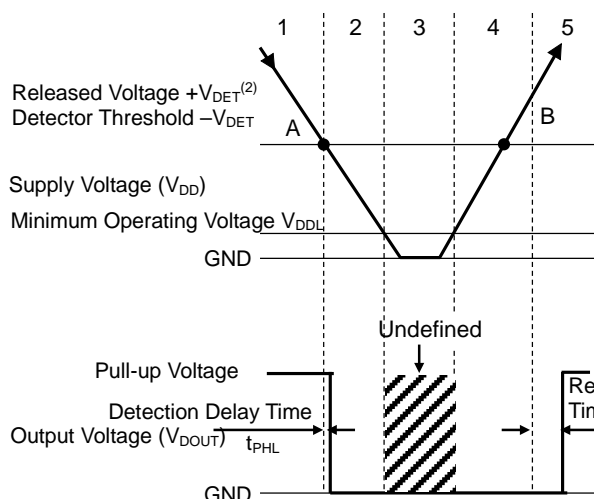 1 2 3 4 5
Released Voltage +VDET(2)
Detector Threshold –VDET
A
B
Supply Voltage (VDD)
Minimum Operating Voltage VDDL
GND
Undefined
Pull-up Voltage
Detection Delay Time
Output Voltage (VDOUT)
tPHL
GND